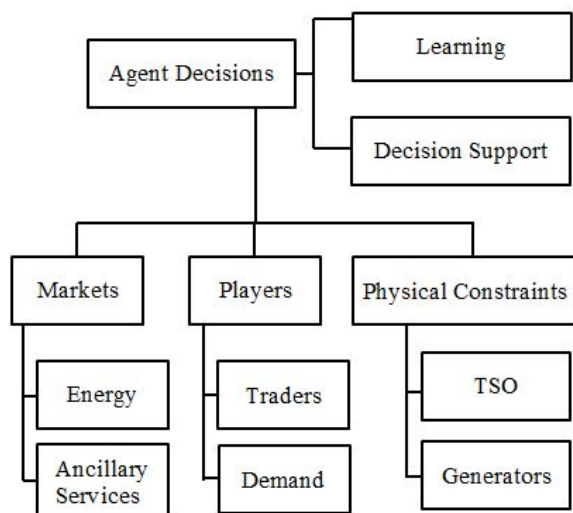 Learning
Agent Decisions
Decision Support
Markets
Players
Physical Constraints
Energy
Traders
TSO
Ancillary
Services
Demand
Generators